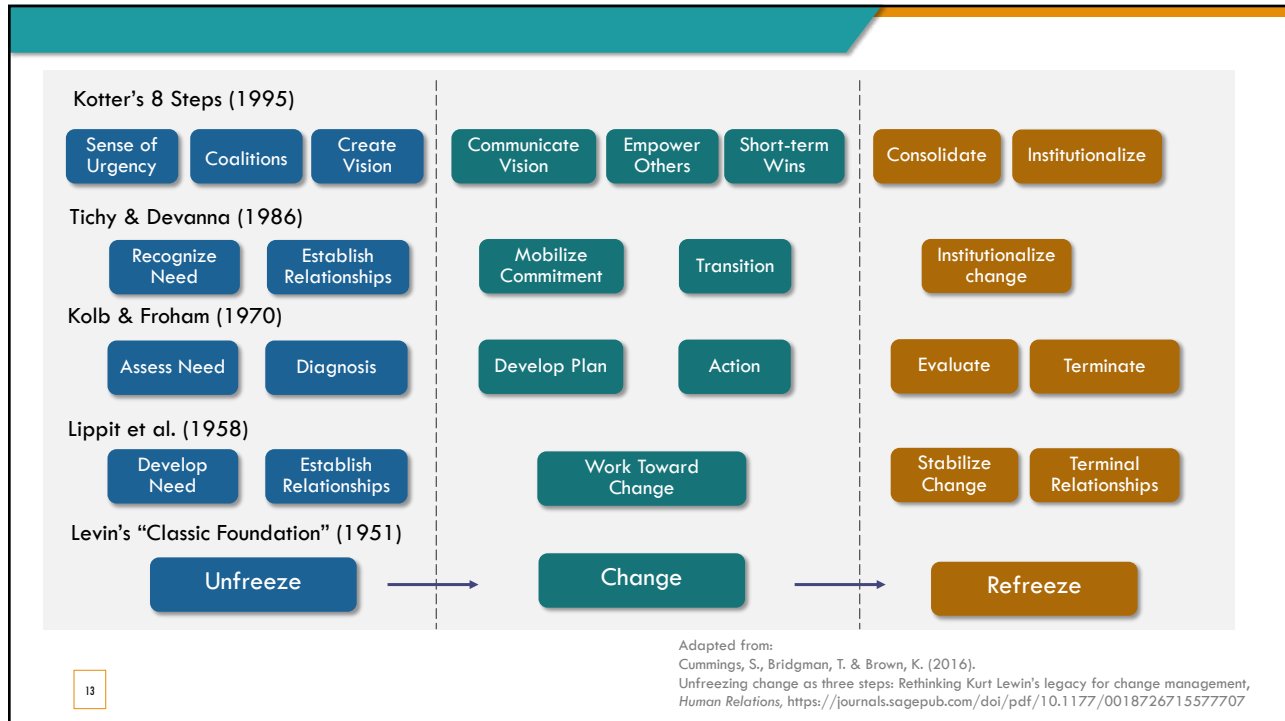 Kotter's 8 Steps (1995)
Sense of
Urgency
Coalitions
Create
Vision
Communicate
Vision
Empower
Others
Short-term
Wins
Consolidate
Institutionalize
Tichy & Devanna (1986)
Recognize
Need
Establish
Relationships
Mobilize
Commitment
Transition
Institutionalize
change
Kolb & Froham (1970)
Assess Need
Diagnosis
Develop Plan
Action
Evaluate
Terminate
Lippit et al. (1958)
Develop
Need
Establish
Relationships
Work Toward
Change
Stabilize
Change
Terminal
Relationships
Levin's “Classic Foundation” (1951)
Unfreeze
Change
Refreeze
Adapted from:
Cummings, S., Bridgman, T. & Brown, K. (2016).
Unfreezing change as three steps: Rethinking Kurt Lewin's legacy for change management,
Human Relations, https://journals.sagepub.com/doi/pdf/10.1177/0018726715577707
13